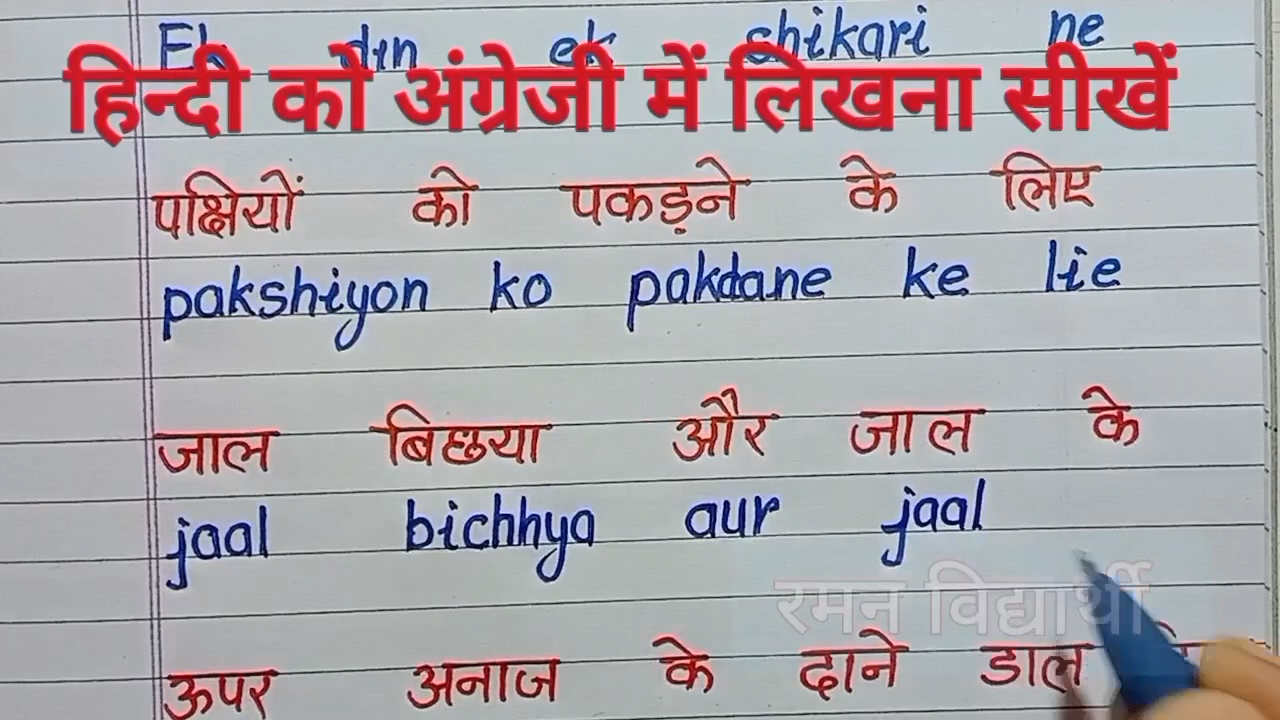 Ek din ek shikari ne
हिन्दी को अंग्रेजी में लिखना सीखें
पक्षियों को पकड़ने के लिए
pakshiyon ko pakdane ke lie
जाल बिछया और जाल के
jaal bichhya aur jaal
रमन विद्यार्थी
ऊपर अनाज के दाने डाल